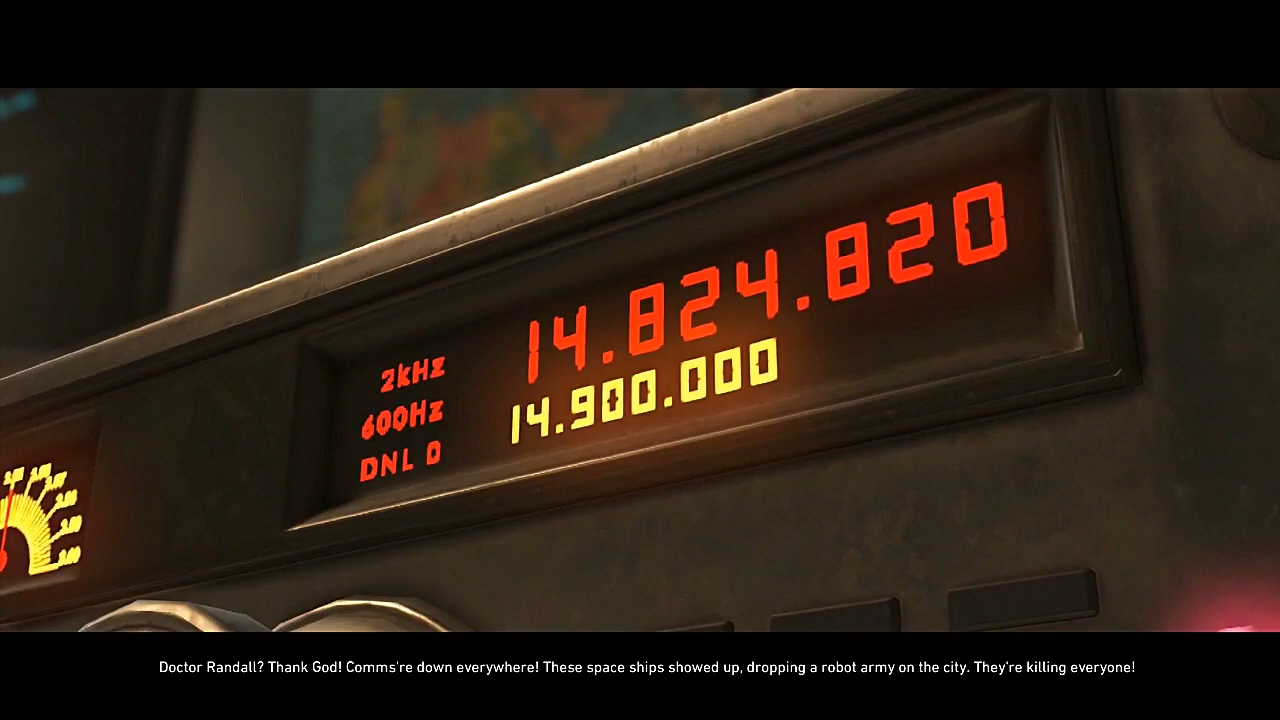 14.824.820
2kHz
14.900.000
600Hz
DNL 0
Doctor Randall? Thank God! Comms're down everywhere! These space ships showed up, dropping a robot army on the city. They're killing everyone!